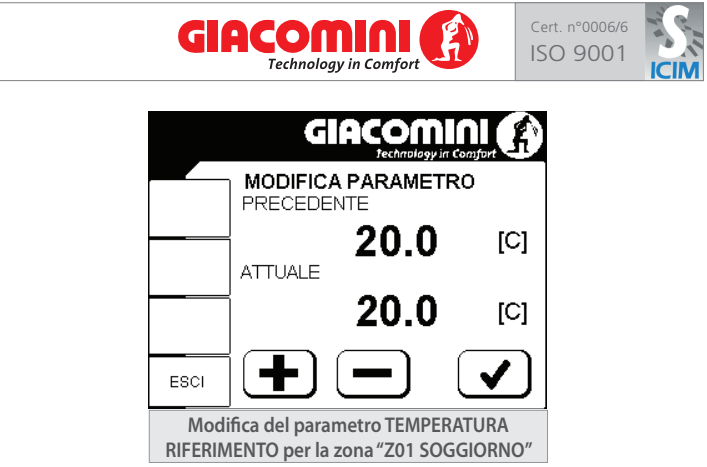 GIACOMINI
Technology in Comfort
Cert. n°0006/6
ISO 9001
ICIM
GIACOMINI
Technology in Comfort
MODIFICA PARAMETRO
PRECEDENTE
20.0 [C]
ATTUALE
20.0 [C]
ESCI
Modifica del parametro TEMPERATURA
RIFERIMENTO per la zona “Z01 SOGGIORNO”